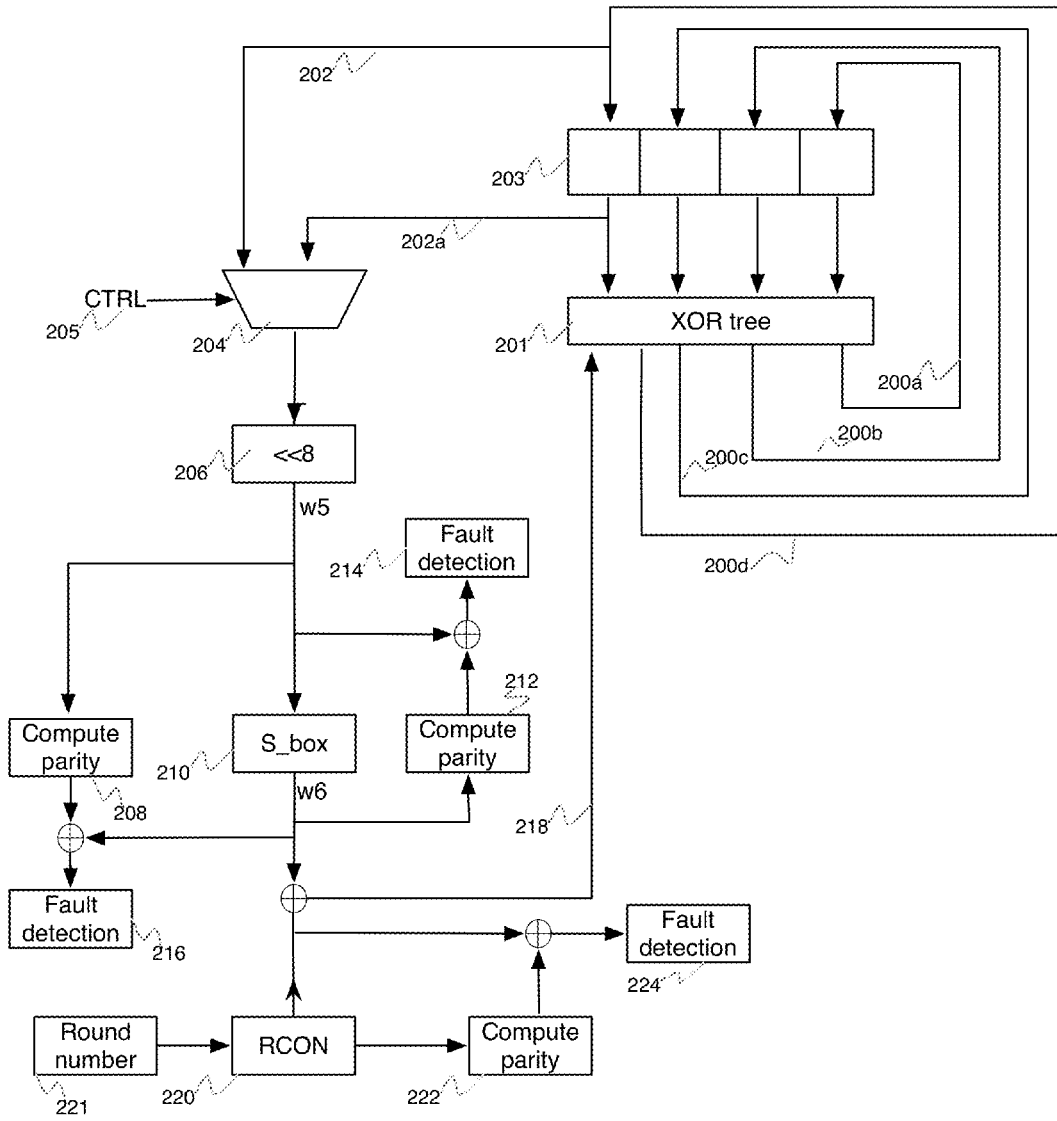 202
203
202a
CTRL
205
204
201
XOR tree
200a
200b
200c
<<8
206
w5
Fault
detection
214
200d
212
Compute
parity
208
S_box
210
Compute
parity
w6
218
Fault
detection
216
Fault
detection
224
Round
number
221
RCON
220
Compute
parity
222